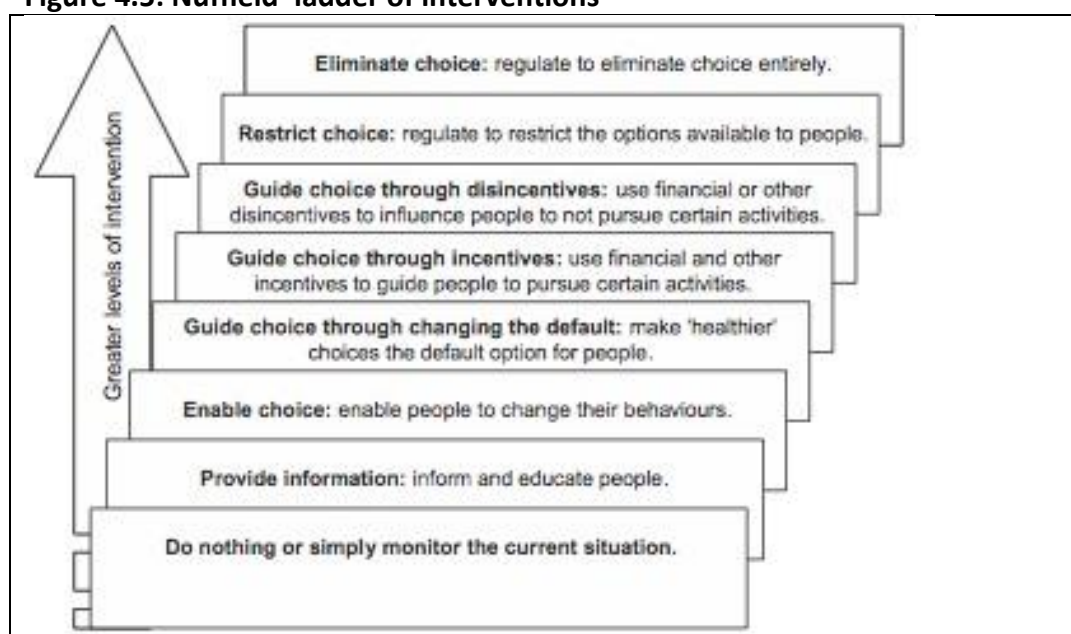 Figure 4.5: Nuffield 'ladder of interventions'
Greater levels of intervention
Eliminate choice: regulate to eliminate choice entirely.
Restrict choice: regulate to restrict the options available to people.
Guide choice through disincentives: use financial or other
disincentives to influence people to not pursue certain activities.
Guide choice through incentives: use financial and other
incentives to guide people to pursue certain activities.
Guide choice through changing the default: make 'healthier'
choices the default option for people.
Enable choice: enable people to change their behaviours.
Provide information: inform and educate people.
Do nothing or simply monitor the current situation.